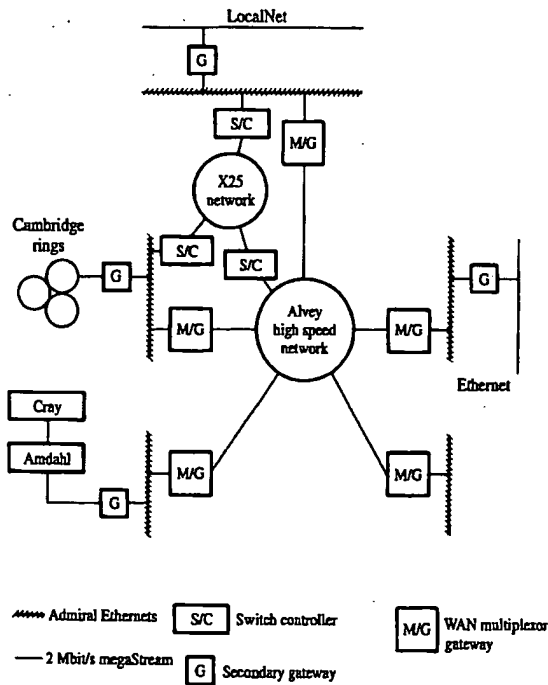 LocalNet
G
S/C
M/G
X25
network
Cambridge
rings
G
S/C
S/C
Alvey
high speed
network
M/G
M/G
G
Ethernet
Cray
Amdahl
G
M/G
M/G
Admiral Ethernets
S/C Switch controller
M/G WAN multiplexor
gateway
2 Mbit/s megaStream
G Secondary gateway